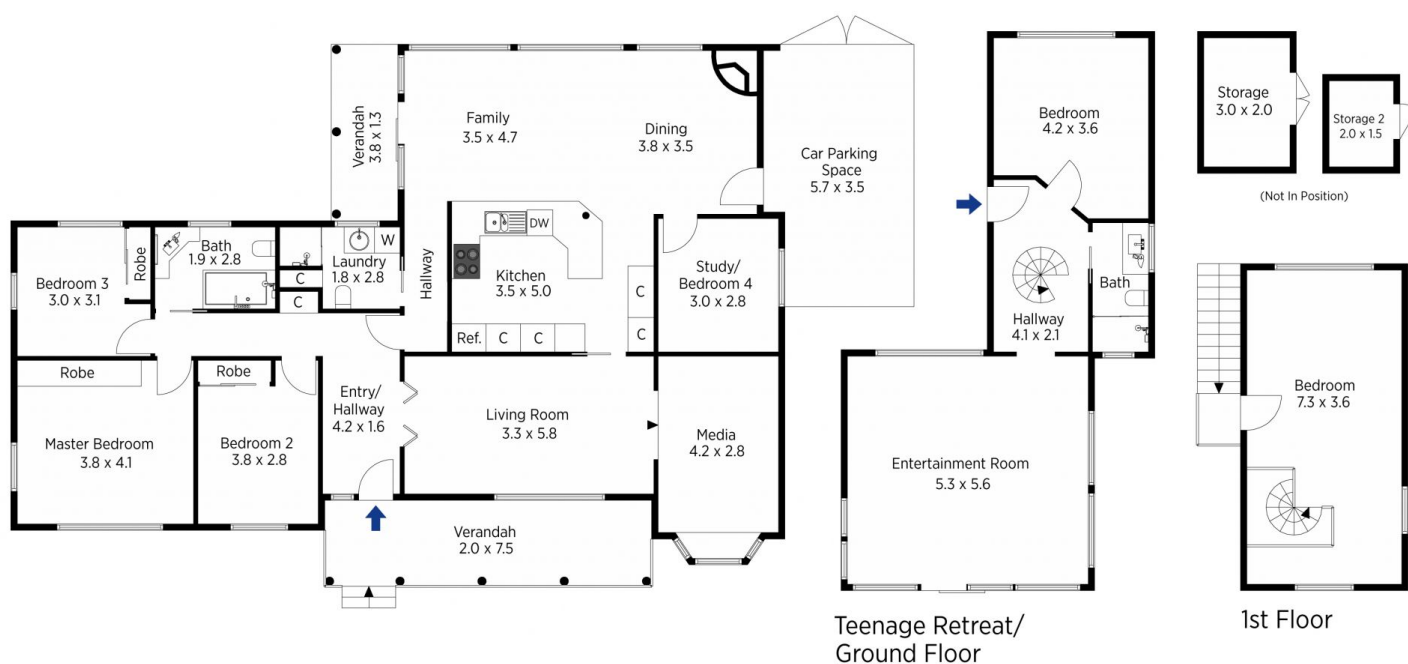 Verandah
3.8 x 1.3
Family
3.5 x 4.7
Dining
3.8 x 3.5
Car Parking
Space
5.7 x 3.5
Bedroom 3
3.0 x 3.1
Robe
Bath
1.9 x 2.8
C
C
Laundry
1.8 x 2.8
W
Hallway
DW
Kitchen
3.5 x 5.0
Ref.
C
C
C
C
Study/
Bedroom 4
3.0 x 2.8
Robe
Master Bedroom
3.8 x 4.1
Robe
Bedroom 2
3.8 x 2.8
Entry/
Hallway
4.2 x 1.6
Living Room
3.3 x 5.8
Media
4.2 x 2.8
Verandah
2.0 x 7.5
Bedroom
4.2 x 3.6
Bath
Hallway
4.1 x 2.1
Entertainment Room
5.3 x 5.6
Teenage Retreat/
Ground Floor
Storage
3.0 x 2.0
Storage 2
2.0 x 1.5
(Not In Position)
Bedroom
7.3 x 3.6
1st Floor